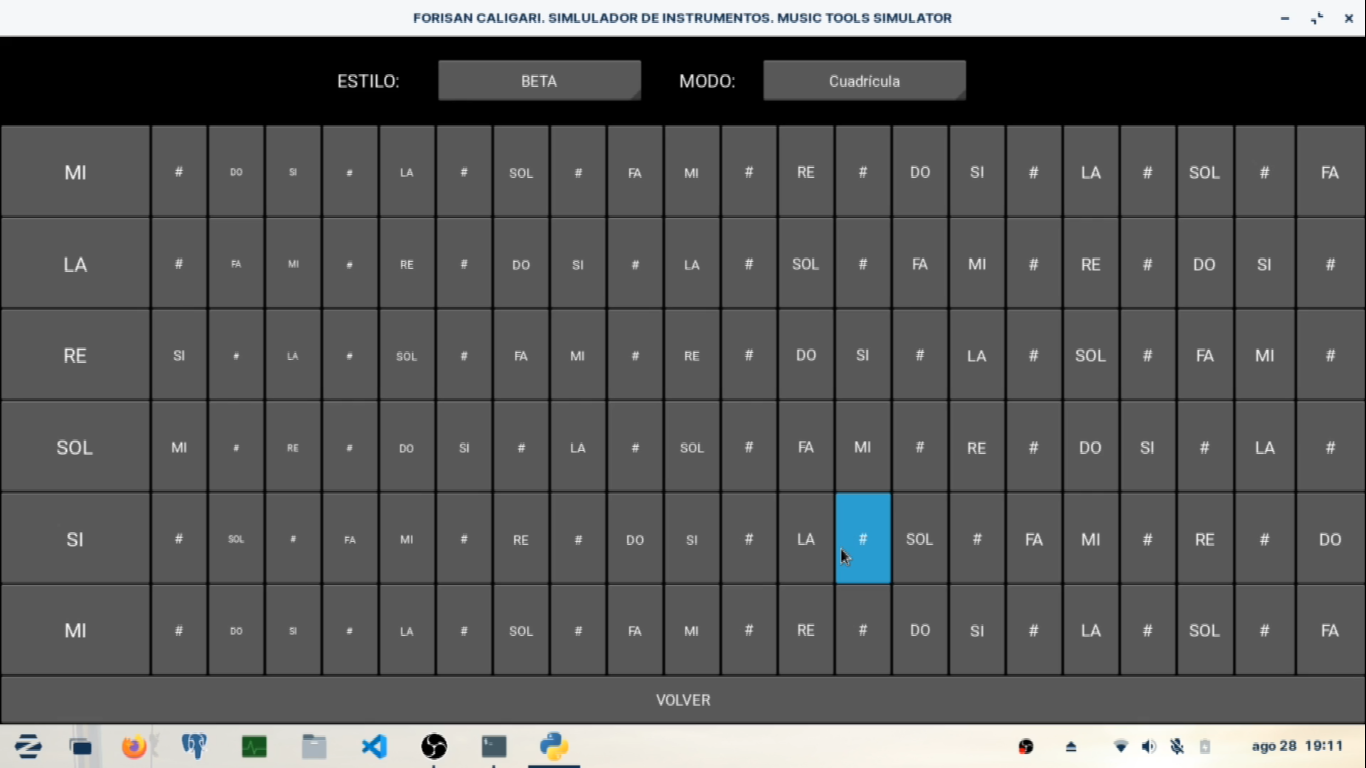 FORISAN CALIGARI. SIMLULADOR DE INSTRUMENTOS. MUSIC TOOLS SIMULATOR
ESTILO: BETA MODO: Cuadrícula
MI # DO SI # LA # SOL # FA MI # RE # DO SI # LA # SOL # FA
LA # FA MI # RE # DO SI # LA # SOL # FA MI # RE # DO SI #
RE SI # LA # SOL # FA MI # RE # DO SI # LA # SOL # FA MI #
SOL MI # RE # DO SI # LA # SOL # FA MI # RE # DO SI # LA #
SI # SOL # FA MI # RE # DO SI # LA # SOL # FA MI # RE # DO
MI # DO SI # LA # SOL # FA MI # RE # DO SI # LA # SOL # FA
VOLVER
ago 28 19:11